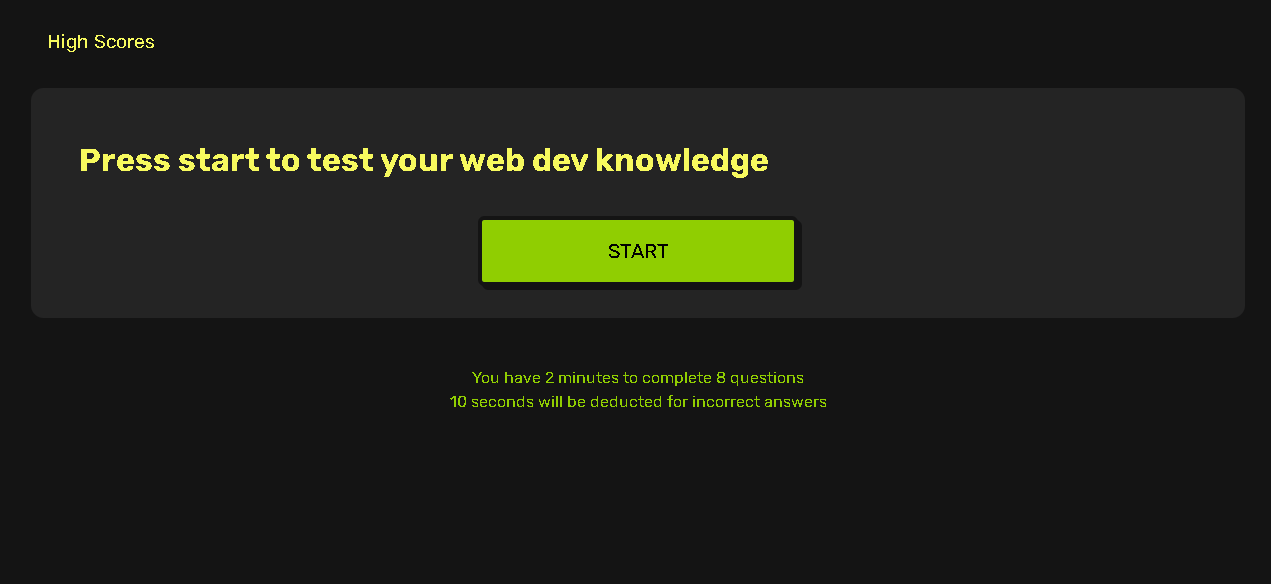 High Scores
Press start to test your web dev knowledge
START
You have 2 minutes to complete 8 questions
10 seconds will be deducted for incorrect answers